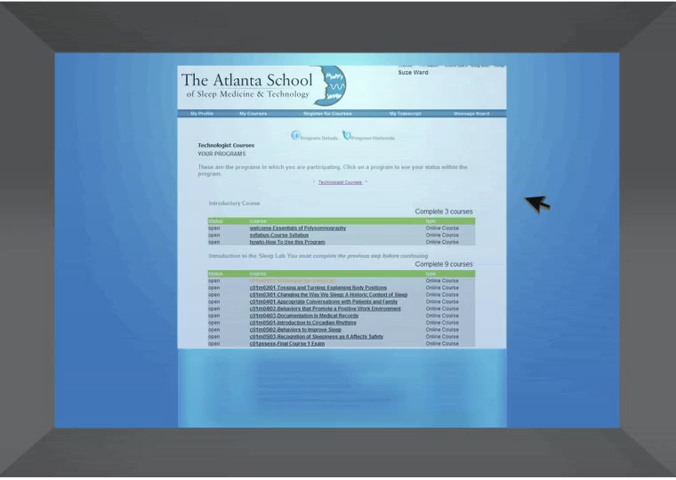 Suze Ward
The Atlanta School
of Sleep Medicine & Technology
My Profile My Courses Register for Courses My Transcript Message Board
Program Details Program Materials
Technologist Courses
YOUR PROGRAMS
These are the programs in which you are participating. Click on a program to see your status within the
program.
* Technologist Courses *
Introductory Course
Complete 3 courses
status course type
open welcome-Essentials of Polysomnography Online Course
open syllabus-Course Syllabus Online Course
open howto-How To Use this Program Online Course
Introduction to the Sleep Lab You must complete the previous step before continuing
Complete 9 courses
status course type
open Online Course
open c01m0201-Tossing and Turning: Explaining Body Positions Online Course
open c01m0301-Changing the Way We Sleep: A Historic Context of Sleep Online Course
open c01m0401-Appropriate Conversations with Patients and Family Online Course
open c01m0402-Behaviors that Promote a Positive Work Environment Online Course
open c01m0403-Documentation in Medical Records Online Course
open c01m0501-Introduction to Circadian Rhythms Online Course
open c01m0502-Behaviors to Improve Sleep Online Course
open c01m0503-Recognition of Sleepiness as it Affects Safety Online Course
open c01assess-Final Course 1 Exam Online Course